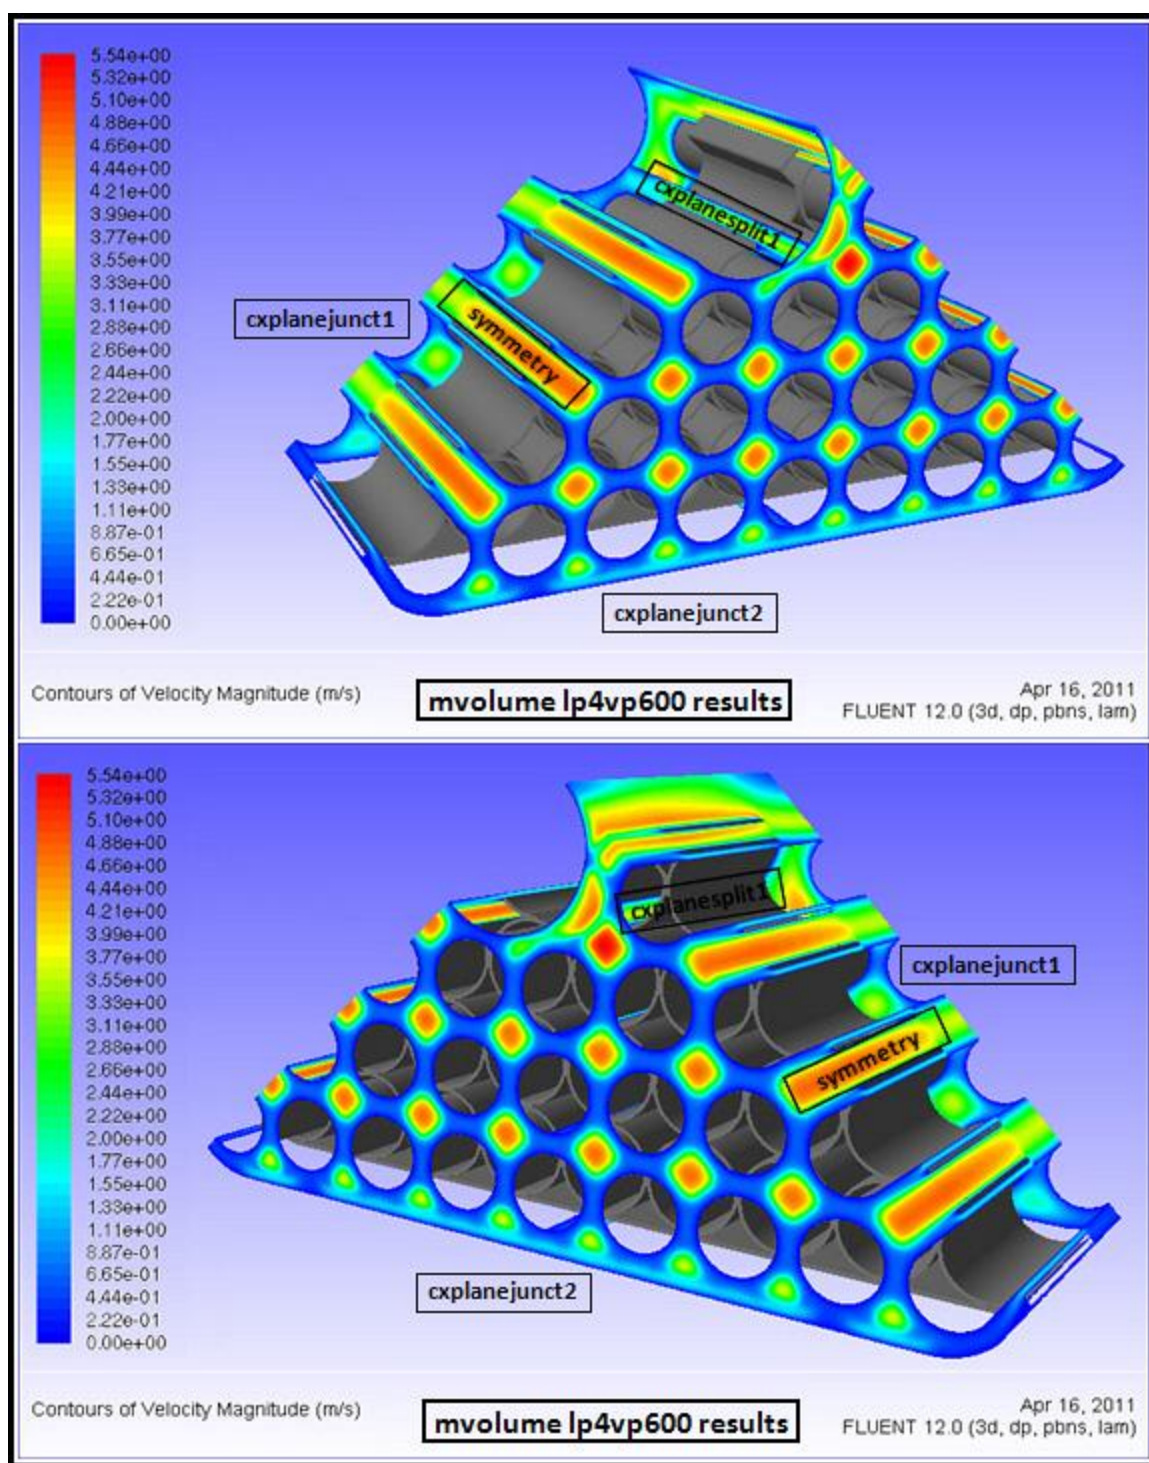 5.54e+00
5.32e+00
5.10e+00
4.88e+00
4.66e+00
4.44e+00
4.21e+00
3.99e+00
3.77e+00
3.55e+00
3.33e+00
3.11e+00
2.88e+00
2.66e+00
2.44e+00
2.22e+00
2.00e+00
1.77e+00
1.55e+00
1.33e+00
1.11e+00
8.87e-01
6.65e-01
4.44e-01
2.22e-01
0.00e+00
cxplanesplit1
cxplanejunct1
symmetry
cxplanejunct2
Contours of Velocity Magnitude (m/s)
mvolume lp4vp600 results
Apr 16, 2011
FLUENT 12.0 (3d, dp, pbns, lam)
5.54e+00
5.32e+00
5.10e+00
4.88e+00
4.66e+00
4.44e+00
4.21e+00
3.99e+00
3.77e+00
3.55e+00
3.33e+00
3.11e+00
2.88e+00
2.66e+00
2.44e+00
2.22e+00
2.00e+00
1.77e+00
1.55e+00
1.33e+00
1.11e+00
8.87e-01
6.65e-01
4.44e-01
2.22e-01
0.00e+00
cxplanesplit1
cxplanejunct1
symmetry
cxplanejunct2
Contours of Velocity Magnitude (m/s)
mvolume lp4vp600 results
Apr 16, 2011
FLUENT 12.0 (3d, dp, pbns, lam)